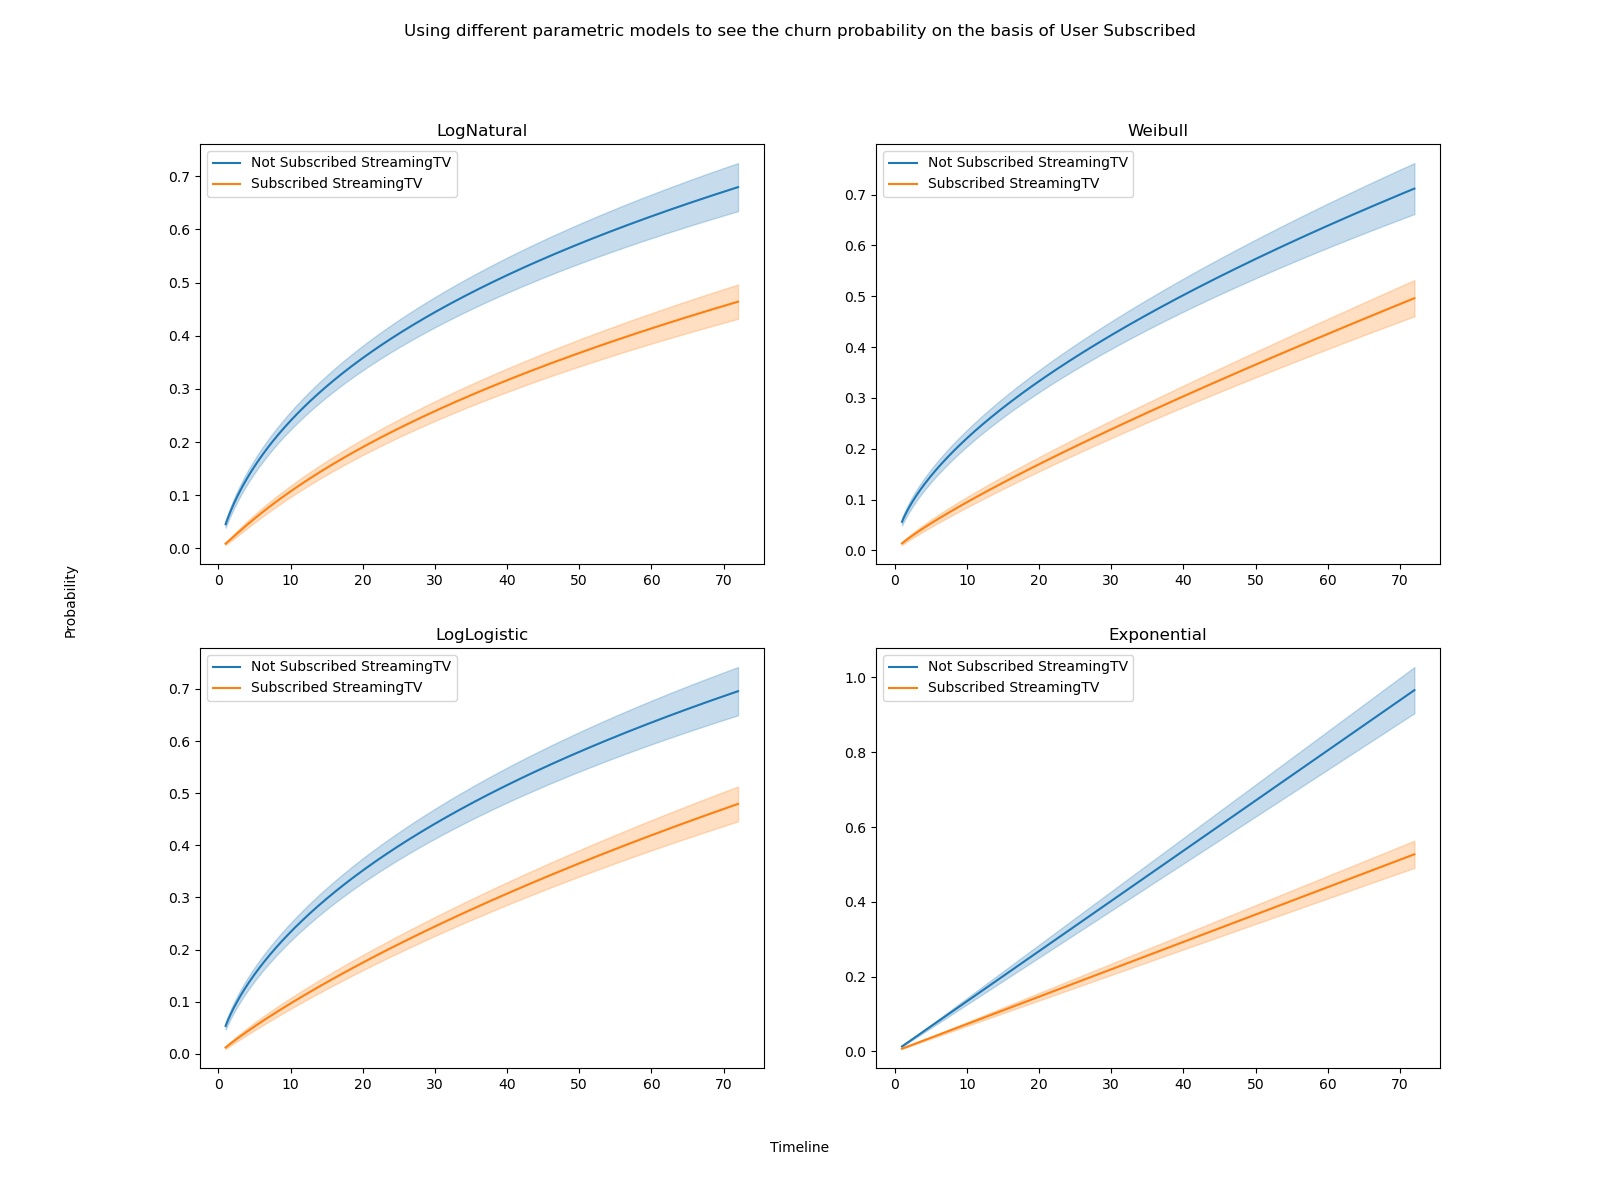 Using different parametric models to see the churn probability on the basis of User Subscribed
LogNatural
Not Subscribed StreamingTV
Subscribed StreamingTV
0.7
0.6
0.5
0.4
0.3
0.2
0.1
0.0
0 10 20 30 40 50 60 70
Weibull
Not Subscribed StreamingTV
Subscribed StreamingTV
0.7
0.6
0.5
0.4
0.3
0.2
0.1
0.0
0 10 20 30 40 50 60 70
Probability
LogLogistic
Not Subscribed StreamingTV
Subscribed StreamingTV
0.7
0.6
0.5
0.4
0.3
0.2
0.1
0.0
0 10 20 30 40 50 60 70
Exponential
Not Subscribed StreamingTV
Subscribed StreamingTV
1.0
0.8
0.6
0.4
0.2
0.0
0 10 20 30 40 50 60 70
Timeline